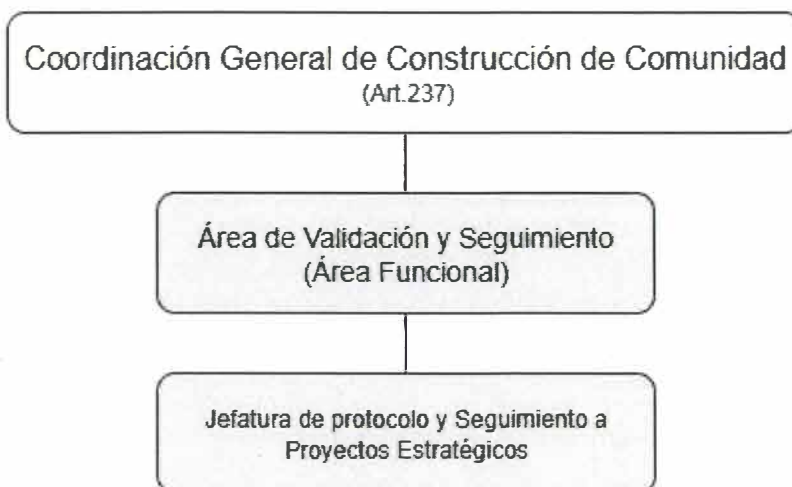 Coordinación General de Construcción de Comunidad
(Art.237)
Área de Validación y Seguimiento
(Área Funcional)
Jefatura de protocolo y Seguimiento a
Proyectos Estratégicos